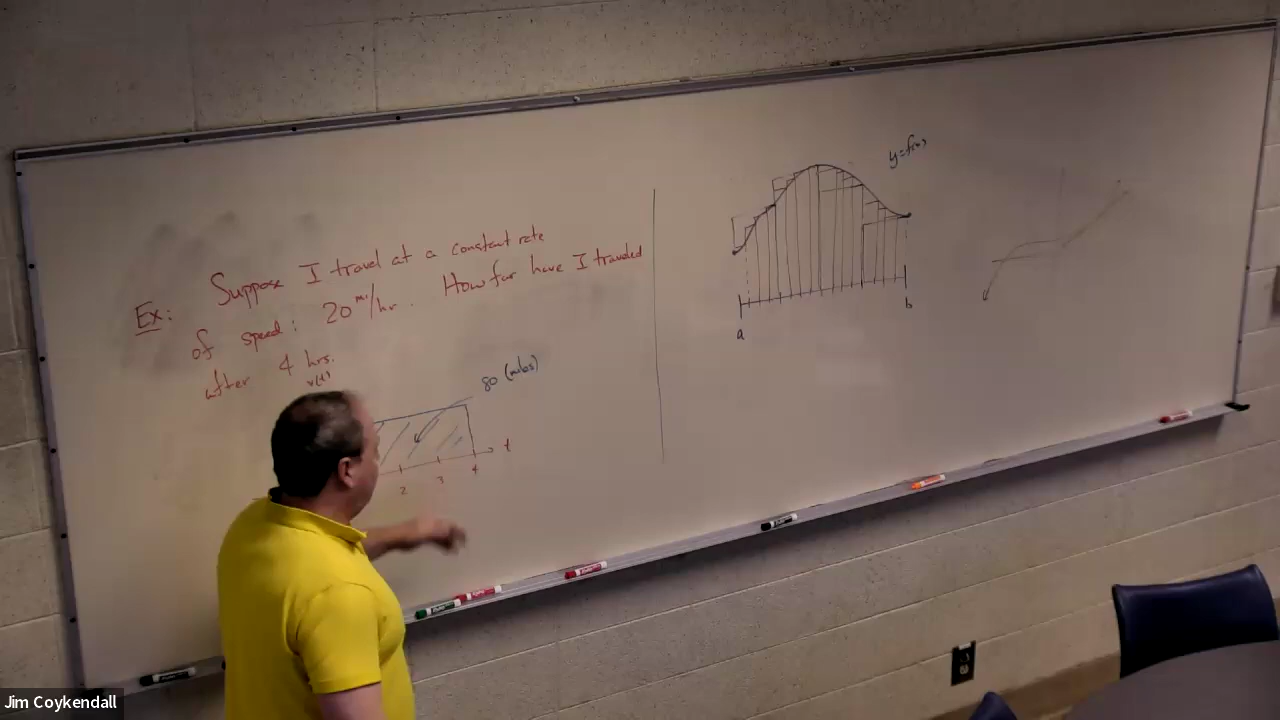 Ex: Suppose I travel at a constant rate
of speed: 20 mi/hr. How far have I traveled
after 4 hrs.
v(t)
80 (miles)
t
2 3 4
y=f(x)
a b
Jim Coykendall